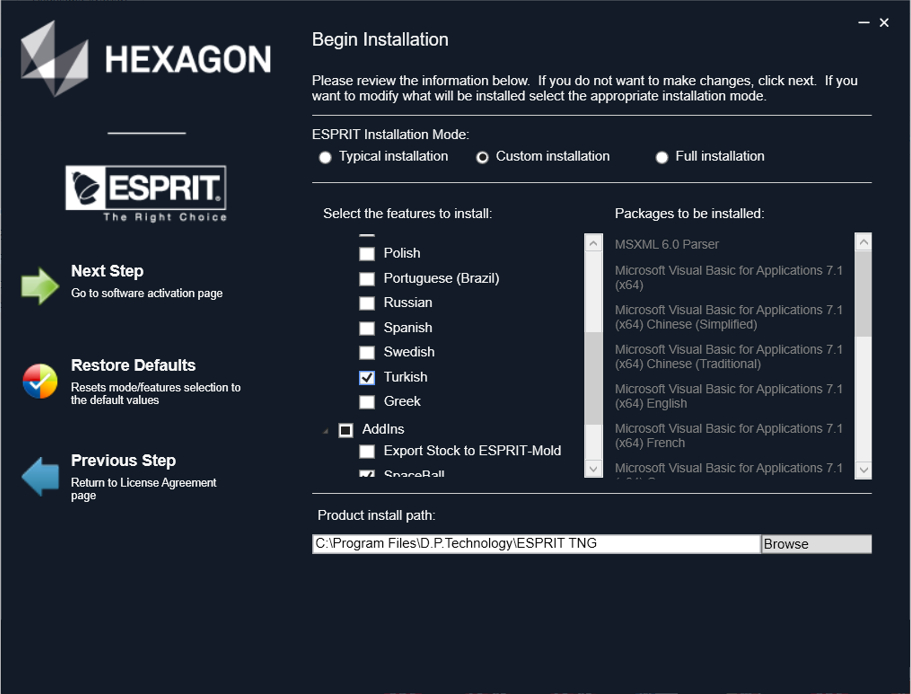 HEXAGON
ESPRIT.
The Right Choice
Next Step
Go to software activation page
Restore Defaults
Resets mode/features selection to
the default values
Previous Step
Return to License Agreement
page
Begin Installation
Please review the information below.  If you do not want to make changes, click next.  If you
want to modify what will be installed select the appropriate installation mode.
ESPRIT Installation Mode:
Typical installation
Custom installation
Full installation
Select the features to install:
Polish
Portuguese (Brazil)
Russian
Spanish
Swedish
Turkish
Greek
AddIns
Export Stock to ESPRIT-Mold
SpaceBall
Packages to be installed:
MSXML 6.0 Parser
Microsoft Visual Basic for Applications 7.1
(x64)
Microsoft Visual Basic for Applications 7.1
(x64) Chinese (Simplified)
Microsoft Visual Basic for Applications 7.1
(x64) Chinese (Traditional)
Microsoft Visual Basic for Applications 7.1
(x64) English
Microsoft Visual Basic for Applications 7.1
(x64) French
Microsoft Visual Basic for Applications 7.1
Product install path:
C:\Program Files\D.P.Technology\ESPRIT TNG
Browse